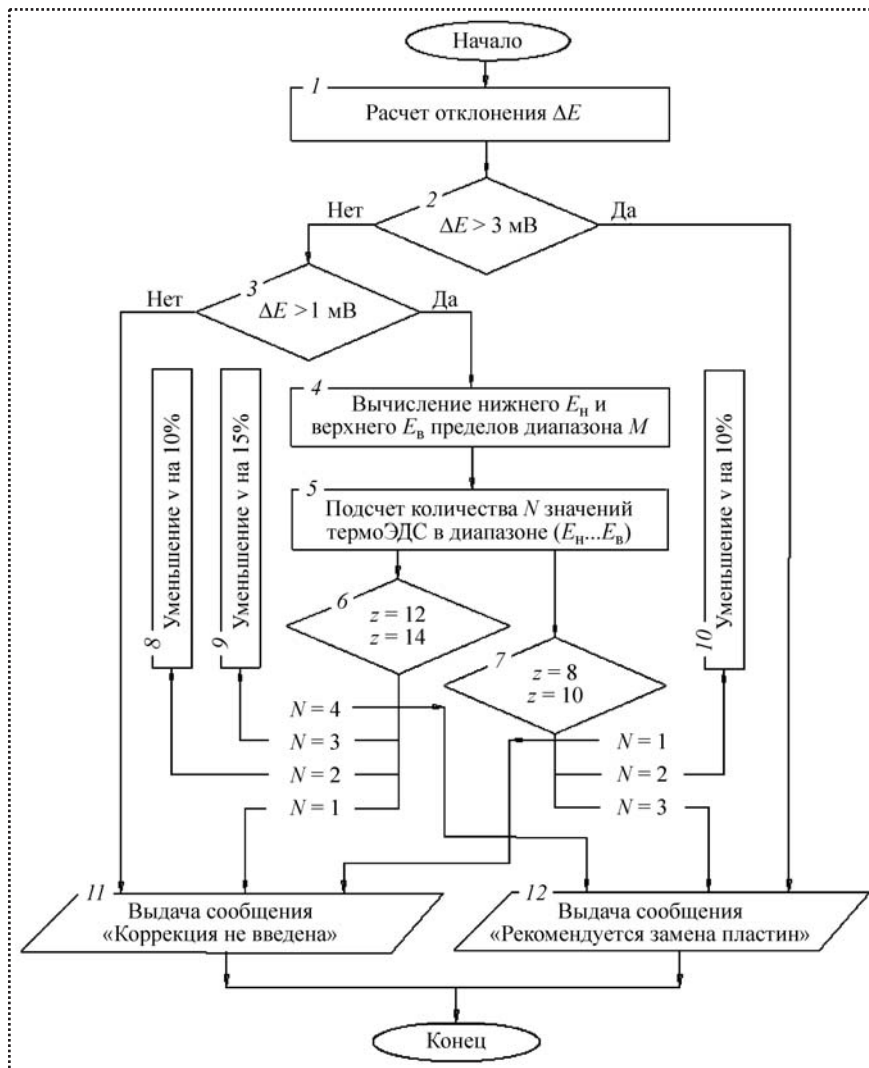 Начало
1
Расчет отклонения ΔE
2
Нет
Да
ΔE > 3 мВ
3
Нет
Да
ΔE >1 мВ
4
Вычисление нижнего Eн и
верхнего Eв пределов диапазона M
5
Подсчет количества N значений
термоЭДС в диапазоне (Eн...Eв)
8
Уменьшение v на 10%
9
Уменьшение v на 15%
10
Уменьшение v на 10%
6
z = 12
z = 14
7
z = 8
z = 10
N = 4
N = 3
N = 2
N = 1
N = 1
N = 2
N = 3
11
Выдача сообщения
«Коррекция не введена»
12
Выдача сообщения
«Рекомендуется замена пластин»
Конец